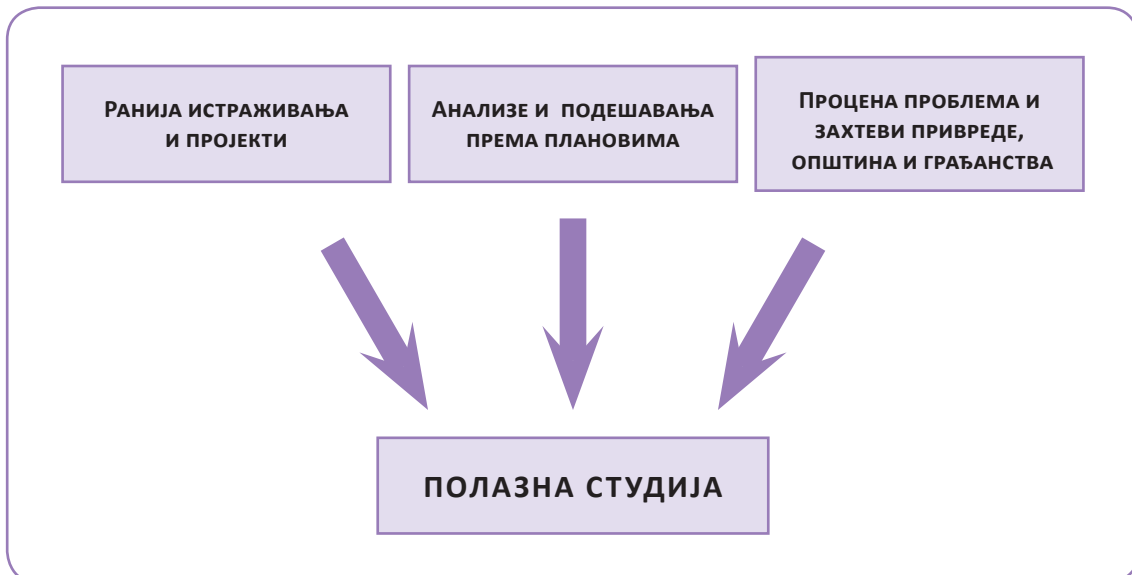 Ранија истраживања
и пројекти
Анализе и подешавања
према плановима
Процена проблема и
захтеви привреде,
општина и грађанства
ПОЛАЗНА СТУДИЈА